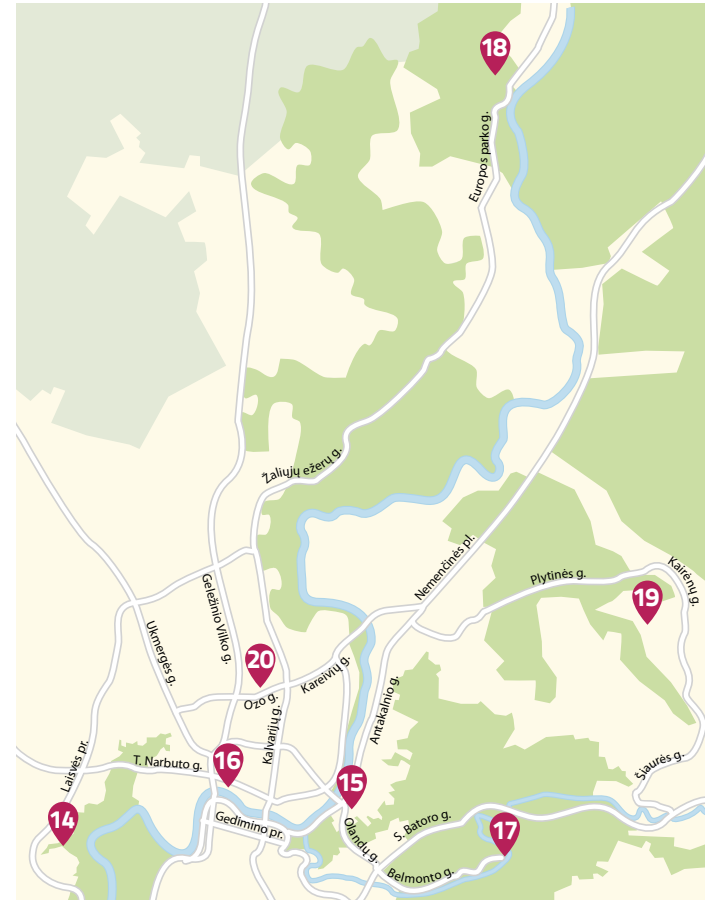 18
Europos parko g.
Žaliųjų ežerų g.
Nemenčinės pl.
Plytinės g.
Kairėnų g.
19
Geležinio Vilko g.
Ukmergės g.
20
Kareivių g.
Ozo g.
Kalvarijų g.
Antakalnio g.
Laisvės pr.
T. Narbuto g.
16
15
Šiaurės g.
14
Gedimino pr.
Olandų g.
S. Batoro g.
17
Belmonto g.